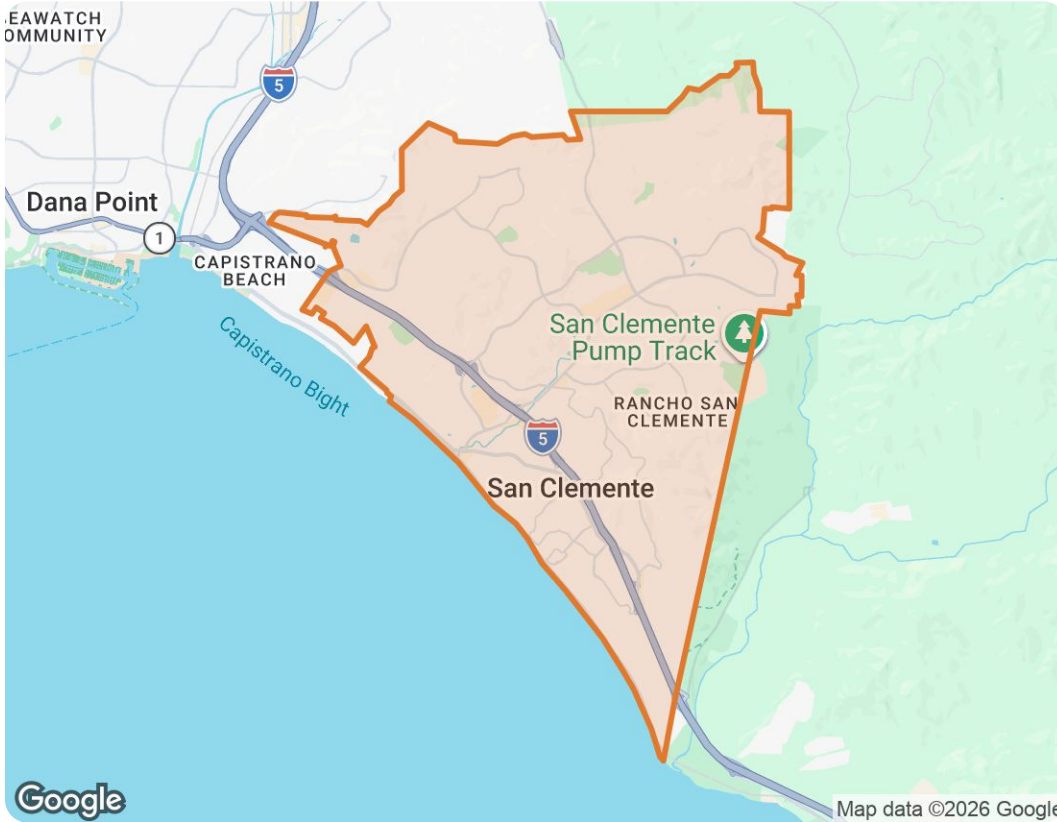 EAWATCH
OMMUNITY
5
Dana Point
1
CAPISTRANO
BEACH
Capistrano Bight
San Clemente
Pump Track
RANCHO SAN
CLEMENTE
5
San Clemente
Google
Map data ©2026 Google